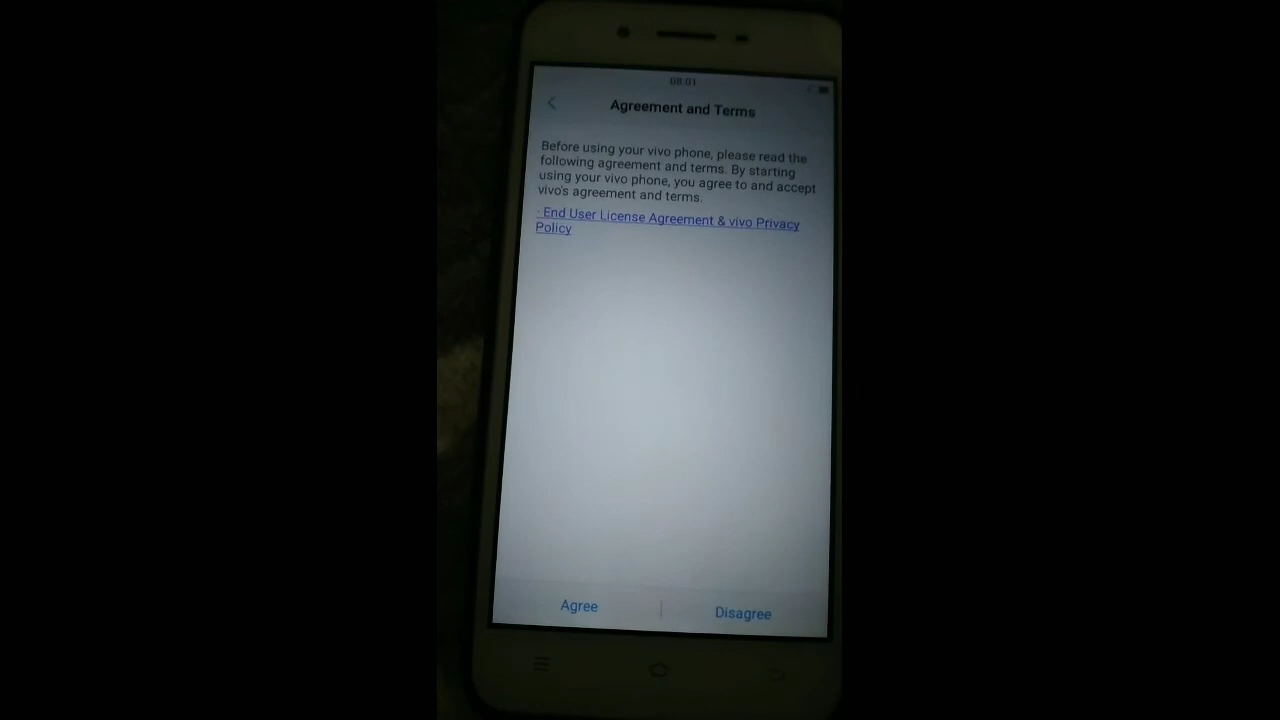 08:01
Agreement and Terms
Before using your vivo phone, please read the
following agreement and terms. By starting
using your vivo phone, you agree to and accept
vivo's agreement and terms.
· End User License Agreement & vivo Privacy
Policy
Agree
Disagree